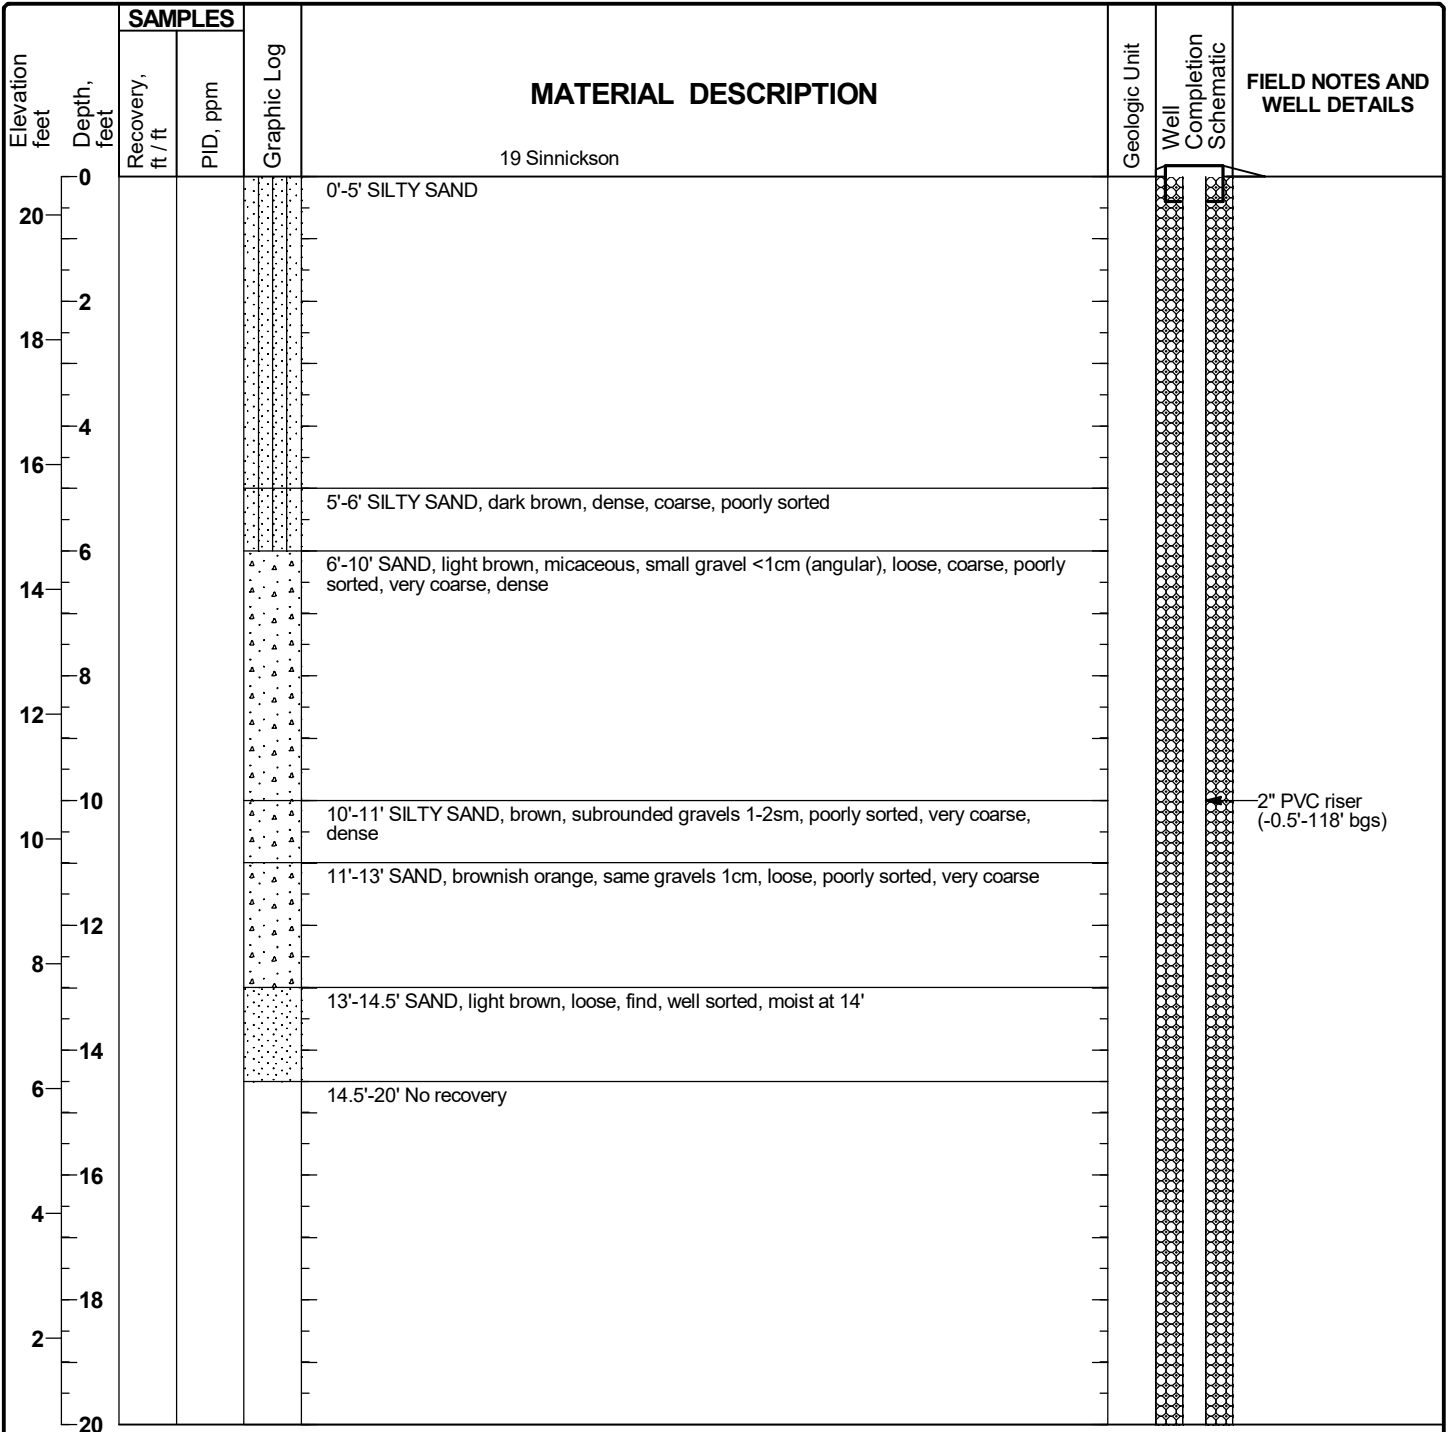 SAMPLES
Elevation
feet
Depth,
feet
Recovery,
ft / ft
PID, ppm
Graphic Log
MATERIAL DESCRIPTION
19 Sinnickson
Geologic Unit
Well
Completion
Schematic
FIELD NOTES AND
WELL DETAILS
0
0'-5' SILTY SAND
20
2
18
4
16
5'-6' SILTY SAND, dark brown, dense, coarse, poorly sorted
6
6'-10' SAND, light brown, micaceous, small gravel <1cm (angular), loose, coarse, poorly
sorted, very coarse, dense
14
8
12
10
10'-11' SILTY SAND, brown, subrounded gravels 1-2sm, poorly sorted, very coarse,
dense
2" PVC riser
(-0.5'-118' bgs)
10
11'-13' SAND, brownish orange, same gravels 1cm, loose, poorly sorted, very coarse
12
8
13'-14.5' SAND, light brown, loose, find, well sorted, moist at 14'
14
6
14.5'-20' No recovery
16
4
18
2
20